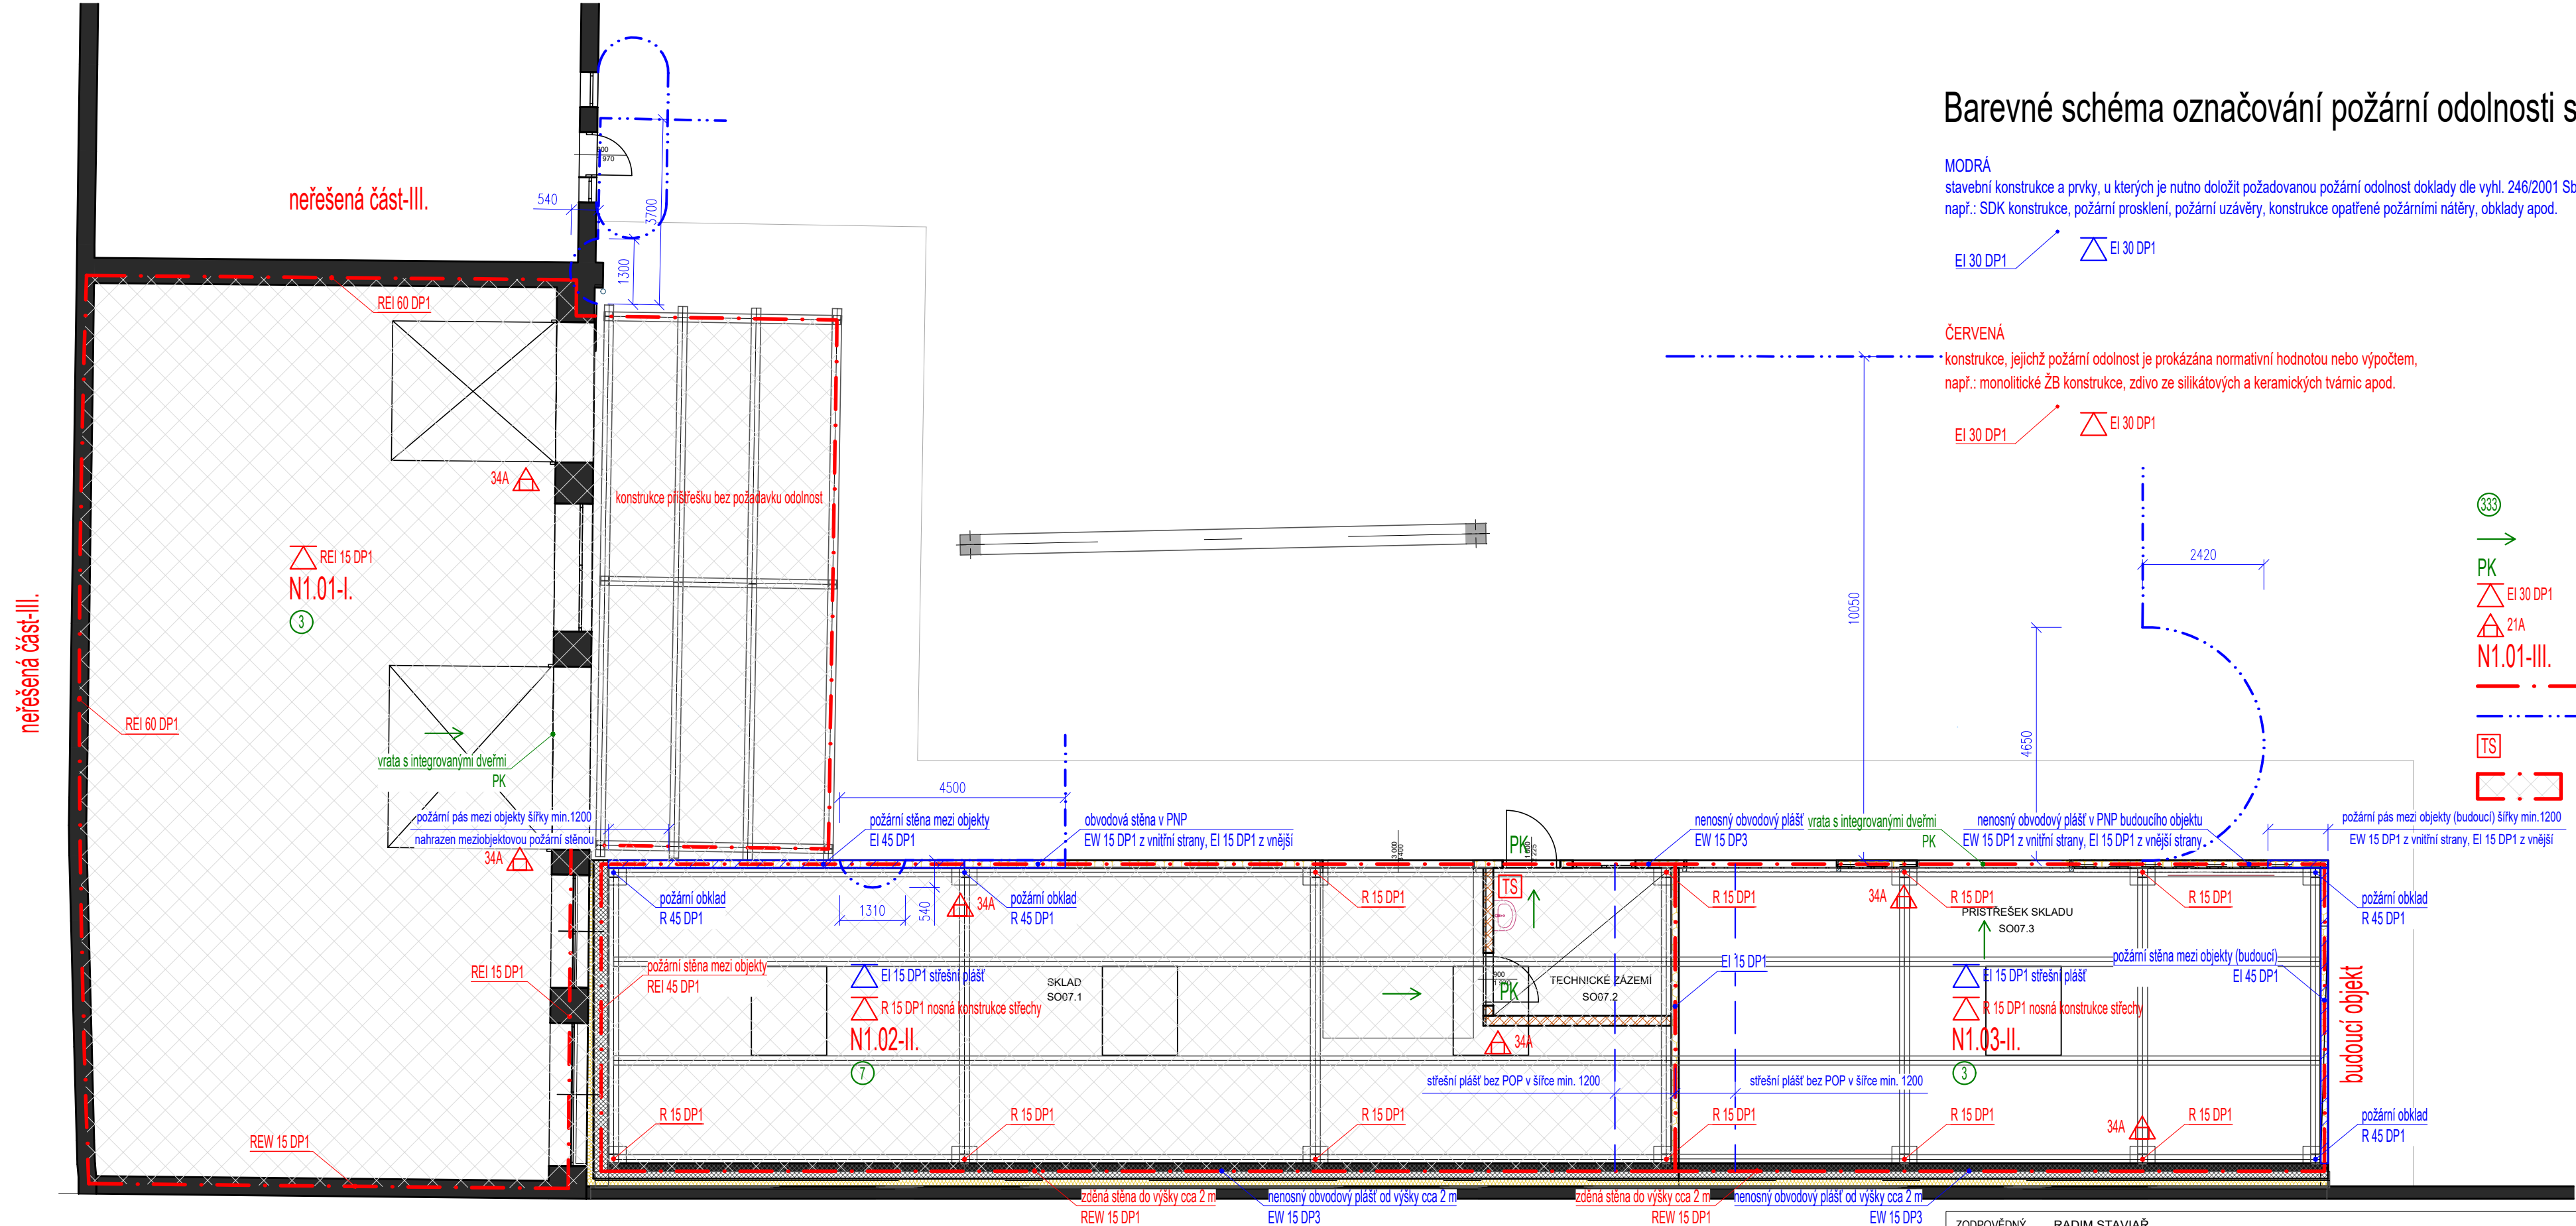 Barevné schéma označování požární odolnosti s
MODRÁ
stavební konstrukce a prvky, u kterých je nutno doložit požadovanou požární odolnost doklady dle vyhl. 246/2001 Sb
např.: SDK konstrukce, požární prosklení, požární uzávěry, konstrukce opatřené požárními nátěry, obklady apod.
EI 30 DP1
EI 30 DP1
ČERVENÁ
konstrukce, jejichž požární odolnost je prokázána normativní hodnotou nebo výpočtem,
např.: monolitické ŽB konstrukce, zdivo ze silikátových a keramických tvárnic apod.
EI 30 DP1
EI 30 DP1
333
PK
EI 30 DP1
21A
N1.01-III.
TS
neřešená část-III.
540
970
3700
1300
REI 60 DP1
34A
konstrukce přístřešku bez požadavku odolnost
REI 15 DP1
N1.01-I.
3
neřešená část-III.
REI 60 DP1
vrata s integrovanými dveřmi
PK
požární pás mezi objekty šířky min.1200
nahrazen meziobjektovou požární stěnou
34A
REI 15 DP1
REW 15 DP1
4500
požární stěna mezi objekty
EI 45 DP1
obvodová stěna v PNP
EW 15 DP1 z vnitřní strany, EI 15 DP1 z vnější
10050
2420
4650
nenosný obvodový plášť
EW 15 DP3
vrata s integrovanými dveřmi
PK
nenosný obvodový plášť v PNP budoucího objektu
EW 15 DP1 z vnitřní strany, EI 15 DP1 z vnější strany
požární pás mezi objekty (budoucí) šířky min.1200
EW 15 DP1 z vnitřní strany, EI 15 DP1 z vnější
požární obklad
R 45 DP1
1310
540
34A
požární obklad
R 45 DP1
R 15 DP1
PK
TS
R 15 DP1
34A
R 15 DP1
PŘÍSTŘEŠEK SKLADU
SO07.3
R 15 DP1
požární obklad
R 45 DP1
požární stěna mezi objekty
REI 45 DP1
EI 15 DP1 střešní plášť
R 15 DP1 nosná konstrukce střechy
N1.02-II.
7
SKLAD
SO07.1
900
PK
TECHNICKÉ ZÁZEMÍ
SO07.2
34A
EI 15 DP1
EI 15 DP1 střešní plášť
R 15 DP1 nosná konstrukce střechy
N1.03-II.
3
požární stěna mezi objekty (budoucí)
EI 45 DP1
budoucí objekt
střešní plášť bez POP v šířce min. 1200
střešní plášť bez POP v šířce min. 1200
R 15 DP1
R 15 DP1
R 15 DP1
R 15 DP1
R 15 DP1
34A
R 15 DP1
požární obklad
R 45 DP1
zděná stěna do výšky cca 2 m
REW 15 DP1
nenosný obvodový plášť od výšky cca 2 m
EW 15 DP3
zděná stěna do výšky cca 2 m
REW 15 DP1
nenosný obvodový plášť od výšky cca 2 m
EW 15 DP3
ZODPOVĚDNÝ RADIM STAVIAŘ